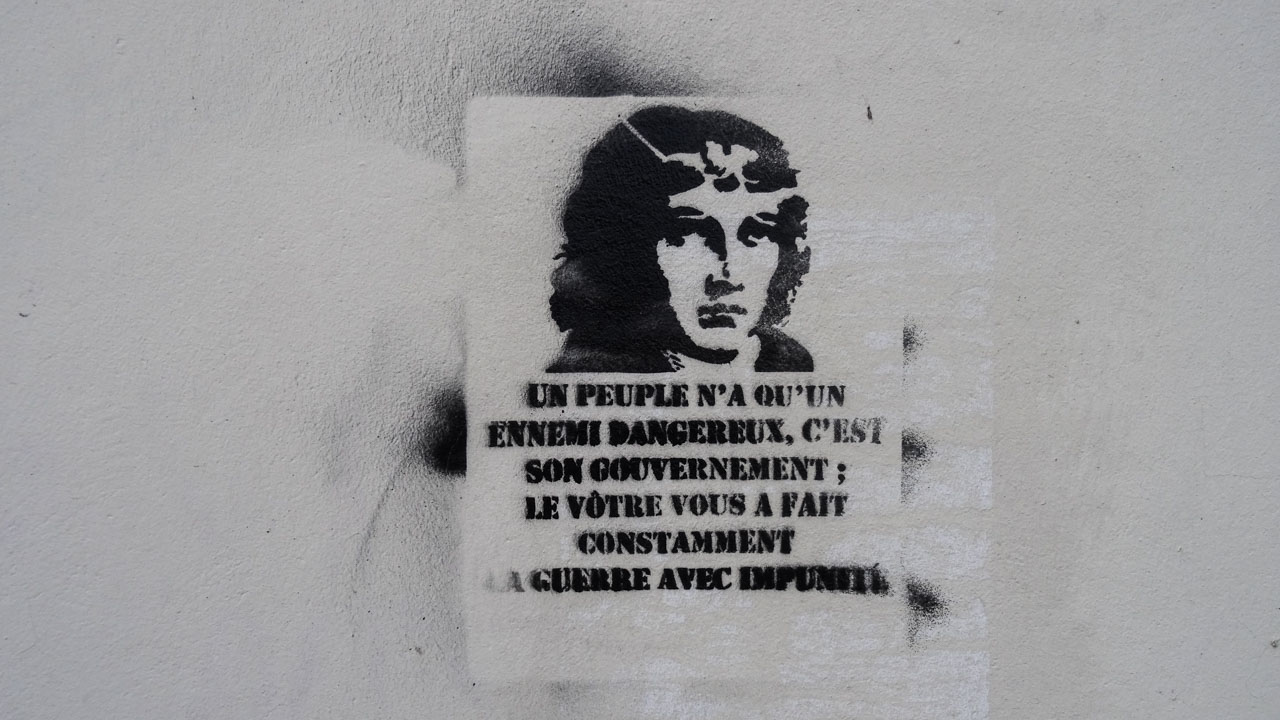 UN PEUPLE N'A QU'UN
ENNEMI DANGEREUX, C'EST
SON GOUVERNEMENT ;
LE VÔTRE VOUS A FAIT
CONSTAMMENT
LA GUERRE AVEC IMPUNITÉ